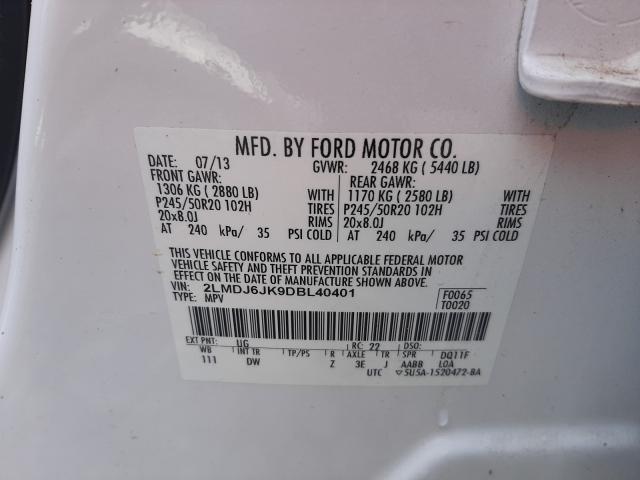 MFD. BY FORD MOTOR CO.
DATE: 07/13 GVWR: 2468 KG ( 5440 LB)
FRONT GAWR: REAR GAWR:
1306 KG ( 2880 LB) WITH 1170 KG ( 2580 LB) WITH
P245/50R20 102H TIRES P245/50R20 102H TIRES
20x8.0J RIMS 20x8.0J RIMS
AT 240 kPa/ 35 PSI COLD AT 240 kPa/ 35 PSI COLD
THIS VEHICLE CONFORMS TO ALL APPLICABLE FEDERAL MOTOR
VEHICLE SAFETY AND THEFT PREVENTION STANDARDS IN
EFFECT ON THE DATE OF MANUFACTURE SHOWN ABOVE.
VIN: 2LMDJ6JK9DBL40401 F0065
TYPE: MPV T0020
EXT PNT: UG RC: 22 DSO:
WB INT TR TP/PS R AXLE TR SPR DQ11F
111 DW Z 3E J AABB LOA
UTC ▽5U5A-1520472-BA